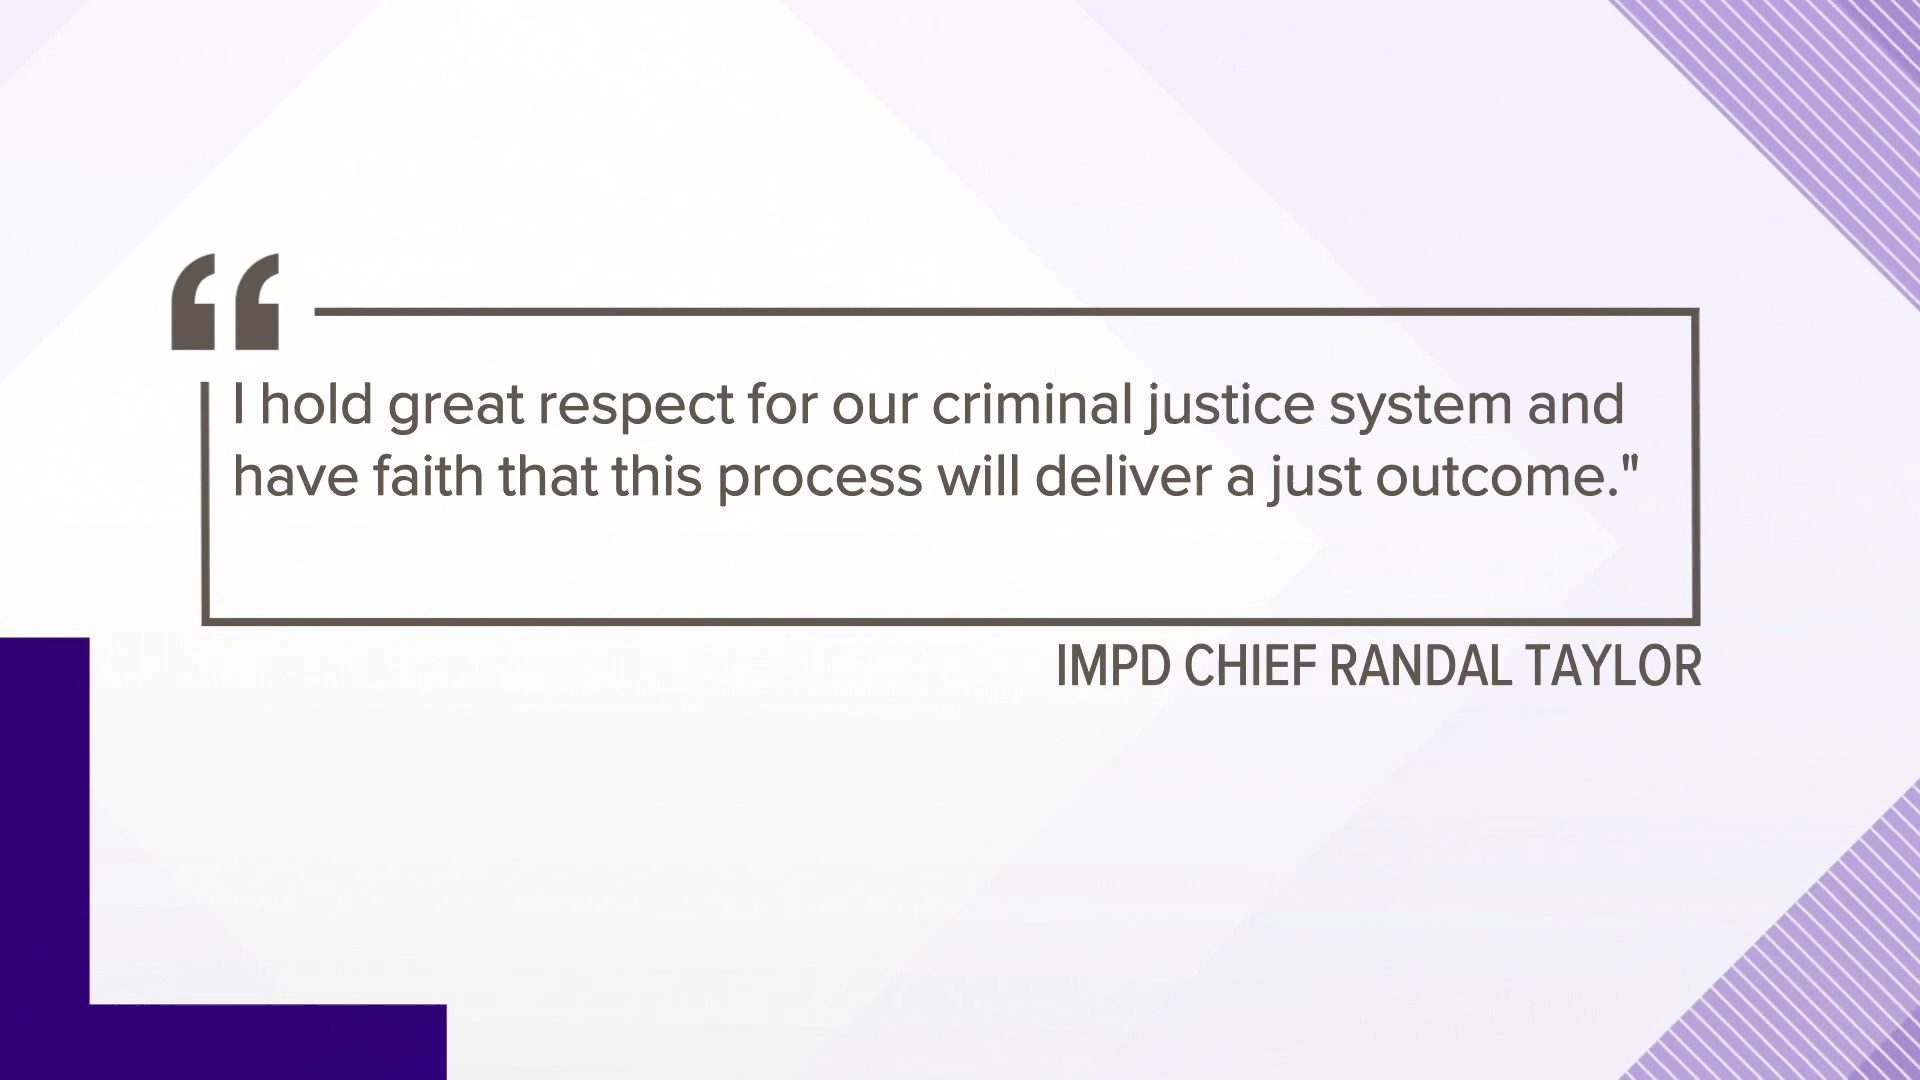 “
I hold great respect for our criminal justice system and
have faith that this process will deliver a just outcome."
IMPD CHIEF RANDAL TAYLOR